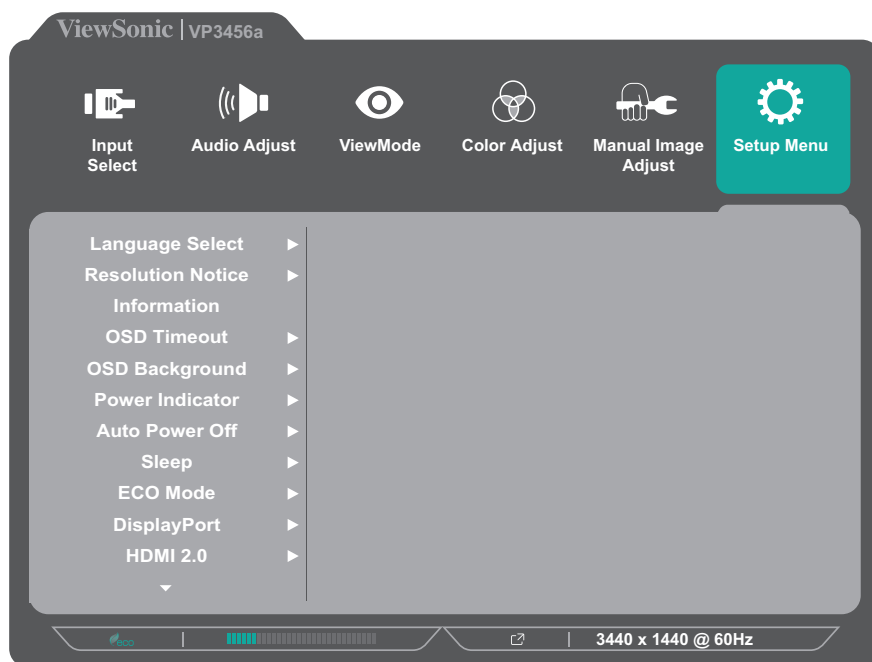 ViewSonic | VP3456a
Input
Select
Audio Adjust
ViewMode
Color Adjust
Manual Image
Adjust
Setup Menu
Language Select
Resolution Notice
Information
OSD Timeout
OSD Background
Power Indicator
Auto Power Off
Sleep
ECO Mode
DisplayPort
HDMI 2.0
eco
3440 x 1440 @ 60Hz